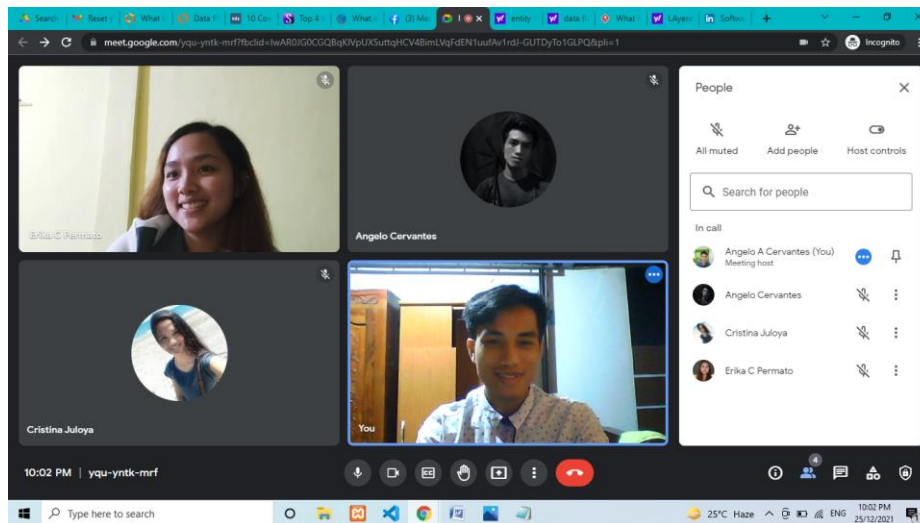 Search
Reset
What i
Data F
10 Co
Top 4
What
(3) Me
I
entity
data fl
What
LAyere
Softw
meet.google.com/yqu-yntk-mrf?fbclid=
&pli=1
Incognito
Erika C Permato
Angelo Cervantes
Cristina Juloya
You
People
All muted
Add people
Host controls
Search for people
In call
Angelo A Cervantes (You)
Meeting host
Angelo Cervantes
Cristina Juloya
Erika C Permato
10:02 PM | yqu-yntk-mrf
CC
4
Type here to search
25°C Haze
ENG
10:02 PM
25/12/2021